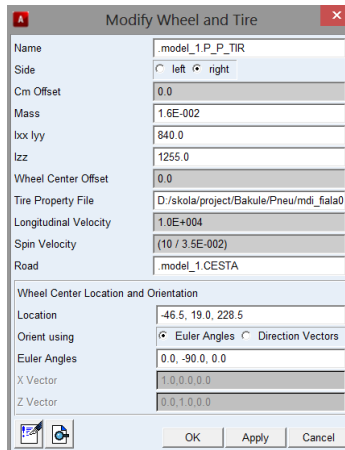 Modify Wheel and Tire
Name .model_1.P_P_TIR
Side left right
Cm Offset 0.0
Mass 1.6E-002
Ixx Iyy 840.0
Izz 1255.0
Wheel Center Offset 0.0
Tire Property File D:/skola/project/Bakule/Pneu/mdi_fiala0
Longitudinal Velocity 1.0E+004
Spin Velocity (10 / 3.5E-002)
Road .model_1.CESTA
Wheel Center Location and Orientation
Location -46.5, 19.0, 228.5
Orient using Euler Angles Direction Vectors
Euler Angles 0.0, -90.0, 0.0
X Vector 1.0,0.0,0.0
Z Vector 0.0,1.0,0.0
OK Apply Cancel